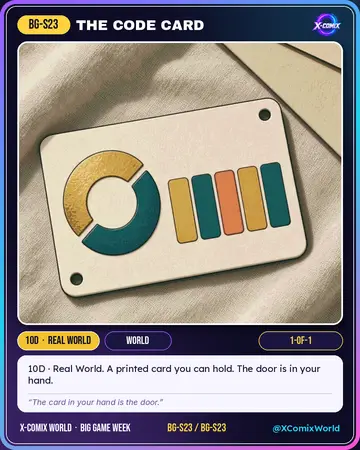 BG-S23 THE CODE CARD
X-COMIX
10D · REAL WORLD WORLD 1-OF-1
10D · Real World. A printed card you can hold. The door is in your
hand.
“The card in your hand is the door.”
X-COMIX WORLD · BIG GAME WEEK BG-S23 / BG-S23 @XComixWorld